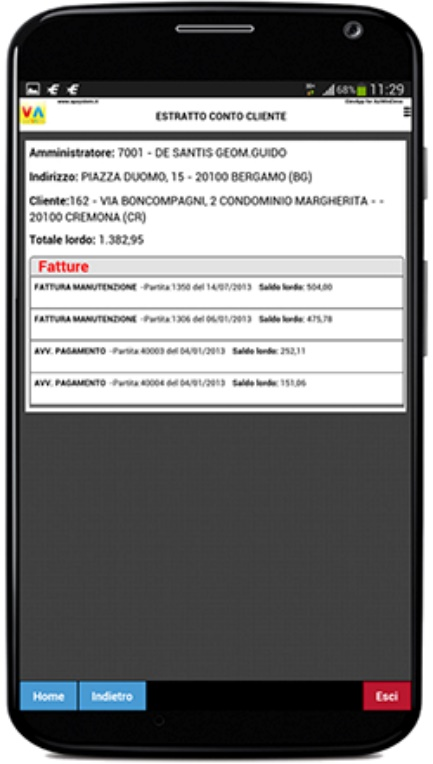 68% 11:29
www.apsystem.it
VA
ESTRATTO CONTO CLIENTE
Amministratore: 7001 - DE SANTIS GEOM.GUIDO
Indirizzo: PIAZZA DUOMO, 15 - 20100 BERGAMO (BG)
Cliente:162 - VIA BONCOMPAGNI, 2 CONDOMINIO MARGHERITA - -
20100 CREMONA (CR)
Totale lordo: 1.382,95
Fatture
FATTURA MANUTENZIONE -Partita:1350 del 14/07/2013 Saldo lordo: 504,00
FATTURA MANUTENZIONE -Partita:1306 del 06/01/2013 Saldo lordo: 475,78
AVV. PAGAMENTO -Partita:40003 del 04/01/2013 Saldo lordo: 252,11
AVV. PAGAMENTO -Partita:40004 del 04/01/2013 Saldo lordo: 151,06
Home Indietro Esci